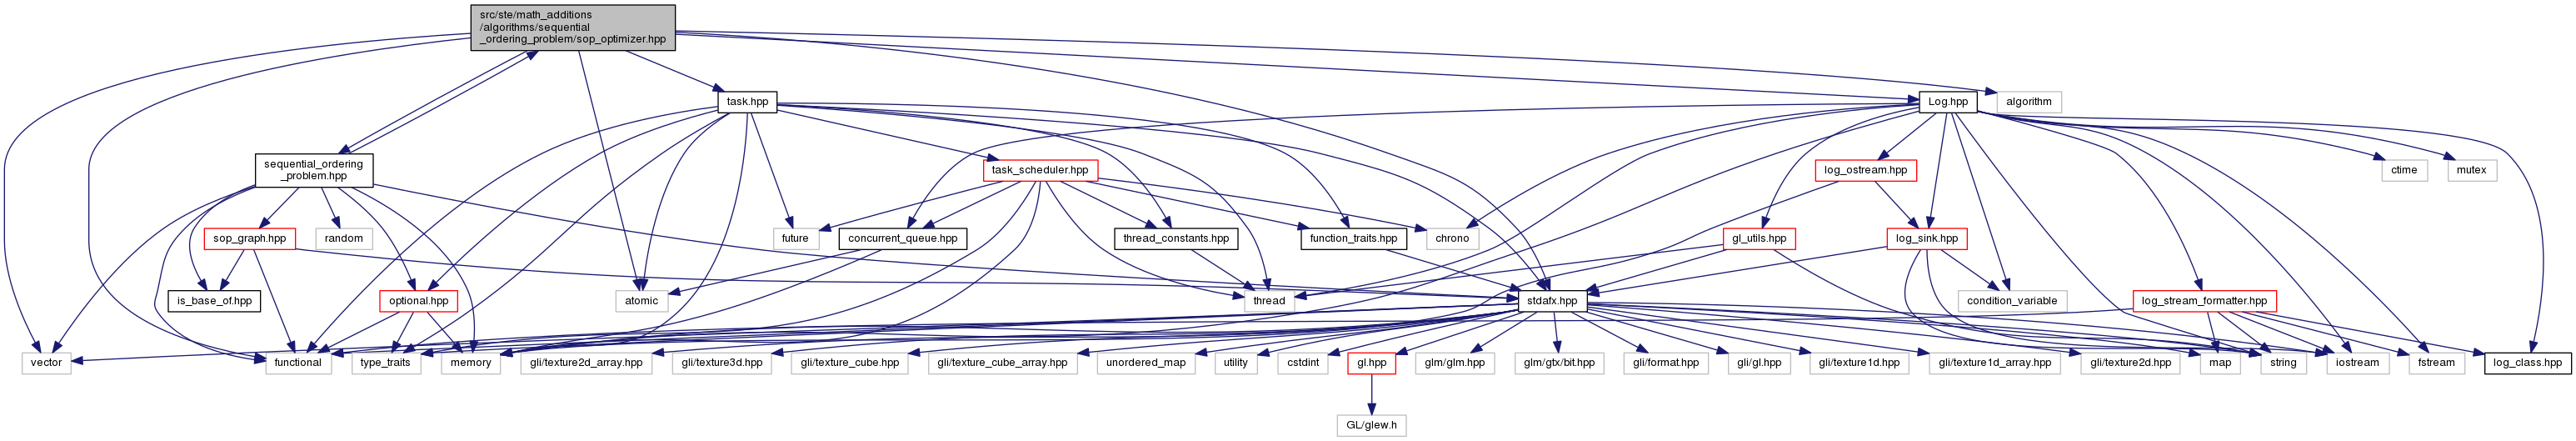 src/ste/math_additions
/algorithms/sequential
_ordering_problem/sop_optimizer.hpp
task.hpp
Log.hpp
algorithm
sequential_ordering
_problem.hpp
task_scheduler.hpp
log_ostream.hpp
ctime
mutex
sop_graph.hpp
random
future
concurrent_queue.hpp
thread_constants.hpp
function_traits.hpp
chrono
gl_utils.hpp
log_sink.hpp
is_base_of.hpp
optional.hpp
atomic
thread
stdafx.hpp
condition_variable
log_stream_formatter.hpp
vector
functional
type_traits
memory
gli/texture2d_array.hpp
gli/texture3d.hpp
gli/texture_cube.hpp
gli/texture_cube_array.hpp
unordered_map
utility
cstdint
gl.hpp
glm/glm.hpp
glm/gtx/bit.hpp
gli/format.hpp
gli/gl.hpp
gli/texture1d.hpp
gli/texture1d_array.hpp
gli/texture2d.hpp
map
string
iostream
fstream
log_class.hpp
GL/glew.h